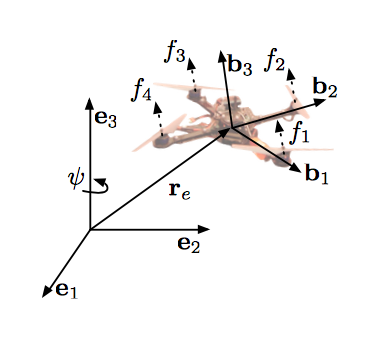 f₃
f₂
b₃
f₄
b₂
e₃
f₁
ψ
b₁
rₑ
e₂
e₁